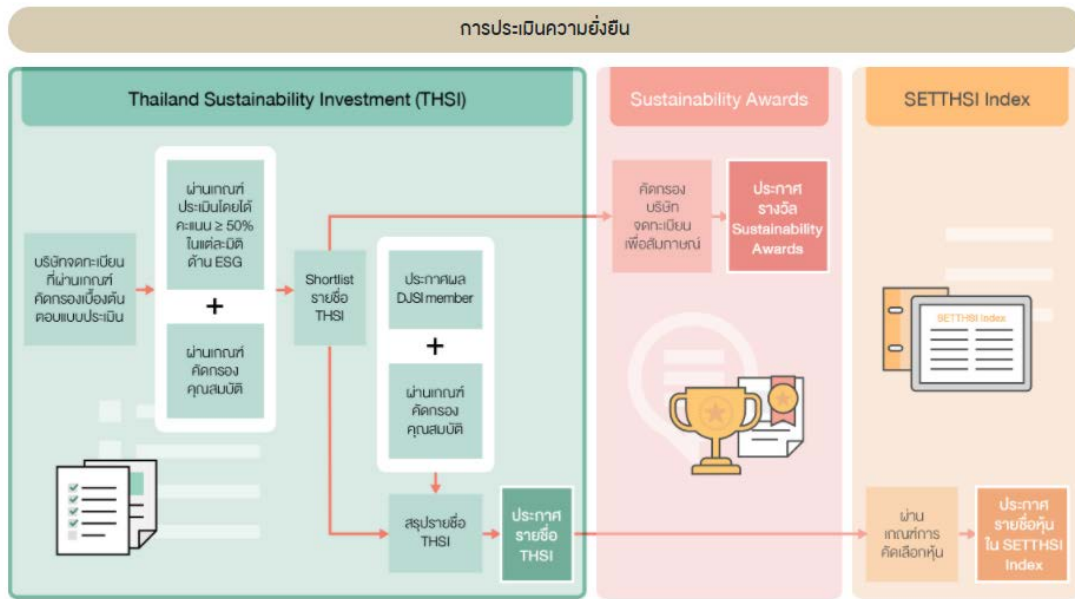 การประเมินความยั่งยืน
Thailand Sustainability Investment (THSI)
บริษัทจดทะเบียน
ที่ผ่านเกณฑ์
คัดกรองเบื้องต้น
ตอบแบบประเมิน
ผ่านเกณฑ์
ประเมินโดยได้
คะแนน ≥ 50%
ในแต่ละมิติ
ด้าน ESG
+
ผ่านเกณฑ์
คัดกรอง
คุณสมบัติ
Shortlist
รายชื่อ
THSI
ประกาศผล
DJSI member
+
ผ่านเกณฑ์
คัดกรอง
คุณสมบัติ
สรุปรายชื่อ
THSI
ประกาศ
รายชื่อ
THSI
Sustainability Awards
คัดกรอง
บริษัท
จดทะเบียน
เพื่อสัมภาษณ์
ประกาศ
รางวัล
Sustainability
Awards
SETTHSI Index
SETTHSI Index
ผ่าน
เกณฑ์การ
คัดเลือกหุ้น
ประกาศ
รายชื่อหุ้น
ใน SETTHSI
Index